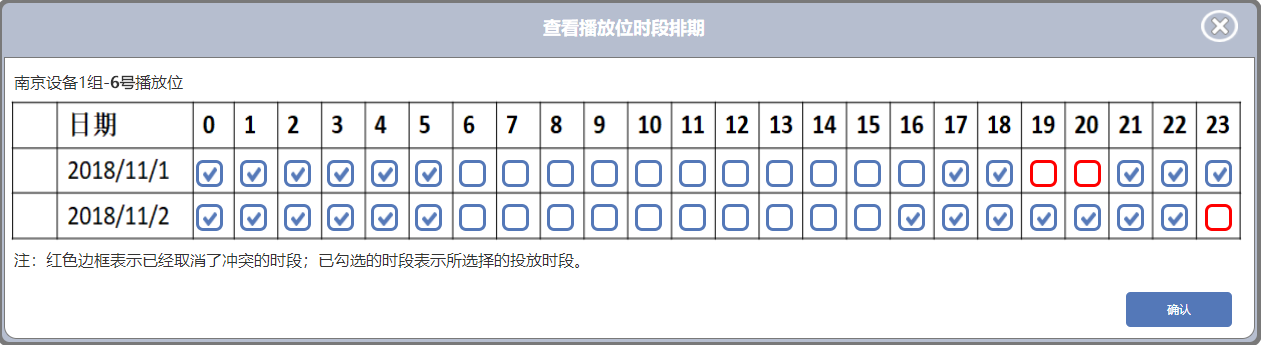 查看播放位时段排期
南京设备1组-6号播放位
日期 0 1 2 3 4 5 6 7 8 9 10 11 12 13 14 15 16 17 18 19 20 21 22 23
2018/11/1
2018/11/2
注：红色边框表示已经取消了冲突的时段；已勾选的时段表示所选择的投放时段。
确认